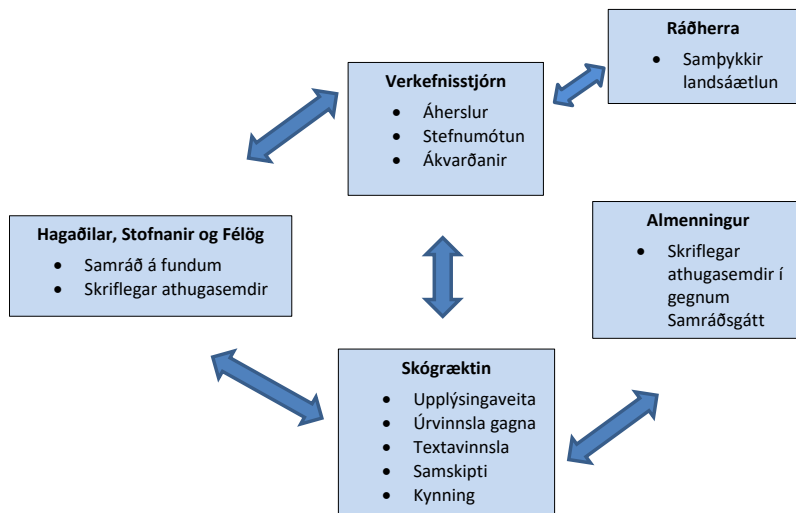 Ráðherra
• Samþykkir
landsáætlun
Verkefnisstjórn
• Áherslur
• Stefnumótun
• Ákvarðanir
Hagaðilar, Stofnanir og Félög
• Samráð á fundum
• Skriflegar athugasemdir
Almenningur
• Skriflegar
athugasemdir í
gegnum
Samráðsgátt
Skógræktin
• Upplýsingaveita
• Úrvinnsla gagna
• Textavinnsla
• Samskipti
• Kynning